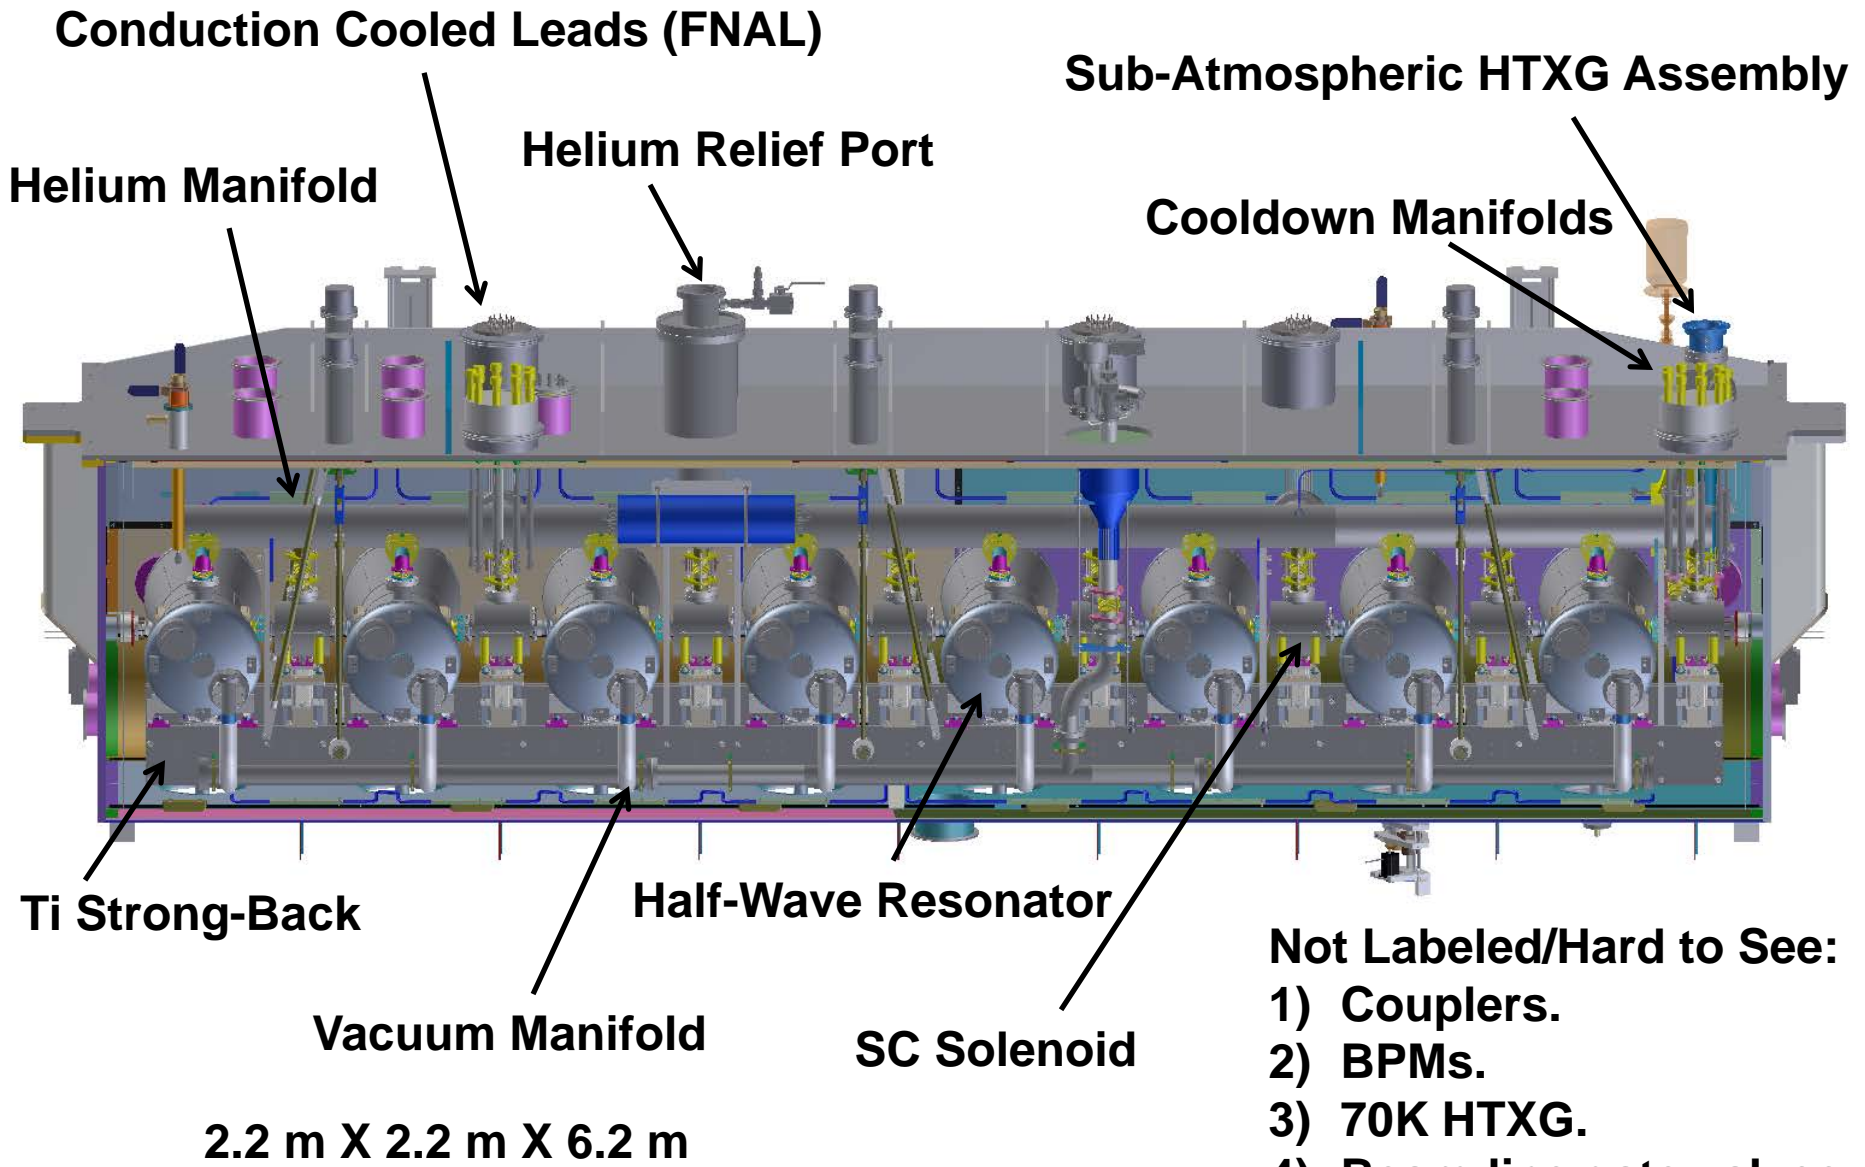 Conduction Cooled Leads (FNAL)
Sub-Atmospheric HTXG Assembly
Helium Relief Port
Helium Manifold
Cooldown Manifolds
Ti Strong-Back
Half-Wave Resonator
Vacuum Manifold
SC Solenoid
2.2 m X 2.2 m X 6.2 m
Not Labeled/Hard to See:
1) Couplers.
2) BPMs.
3) 70K HTXG.